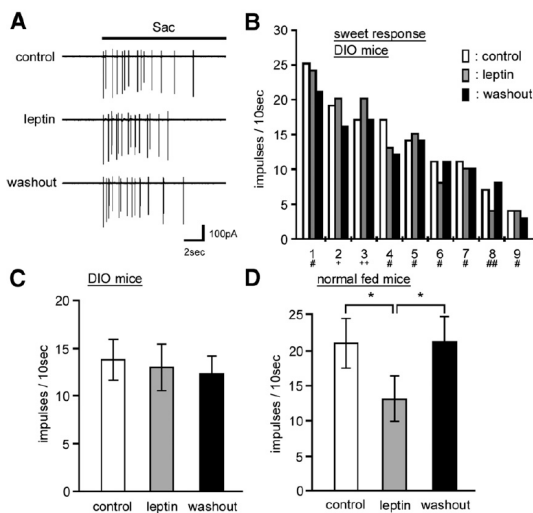 A
Sac
control
leptin
washout
100pA
2sec
B
sweet response
DIO mice
: control
: leptin
: washout
impulses / 10sec
30
25
20
15
10
5
0
1 2 3 4 5 6 7 8 9
# + ++ # # # # ## #
C
DIO mice
impulses / 10sec
20
15
10
5
0
control leptin washout
D
normal fed mice
* *
impulses / 10sec
25
20
15
10
5
0
control leptin washout